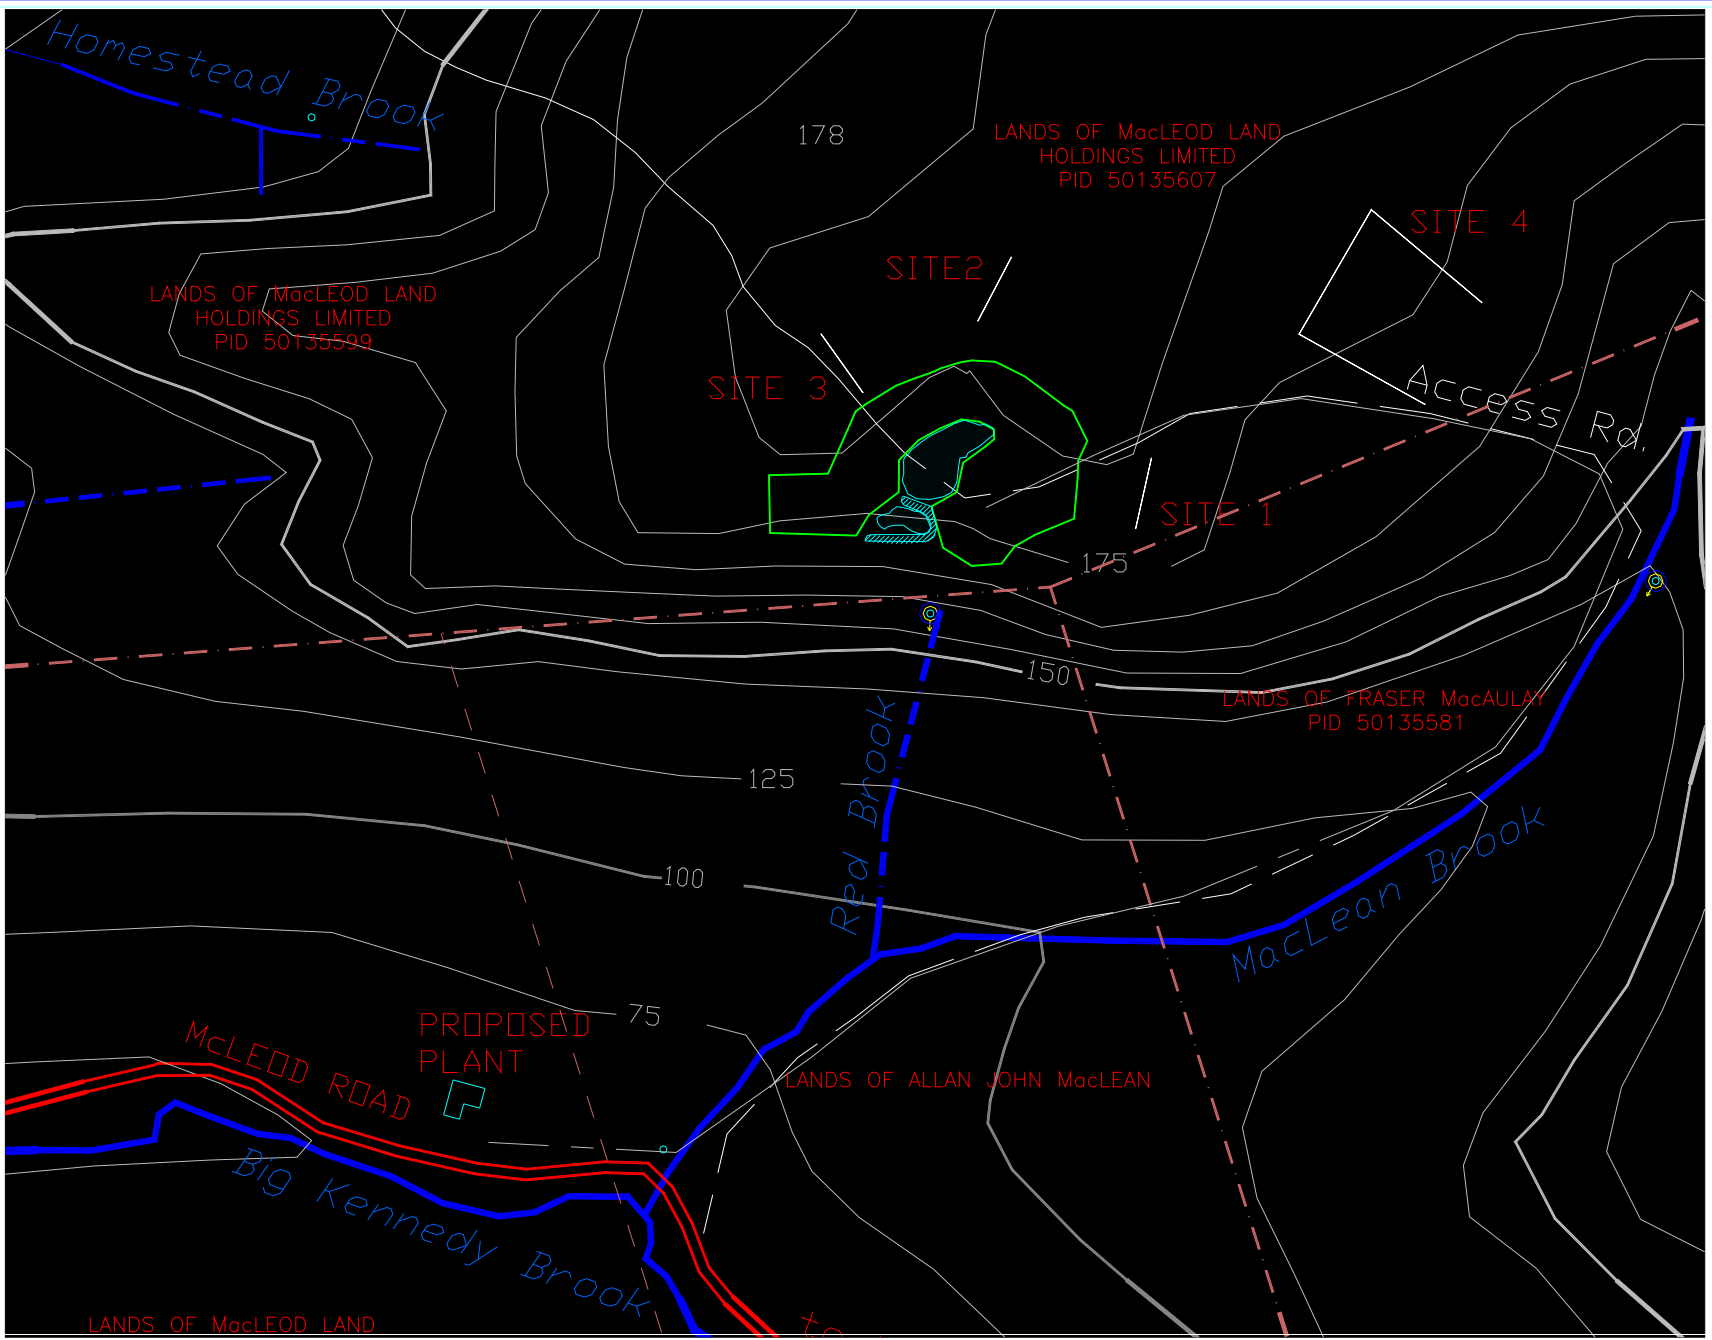 Homestead Brook
178
LANDS OF MacLEOD LAND
HOLDINGS LIMITED
PID 50135607
SITE 4
SITE2
LANDS OF MacLEOD LAND
HOLDINGS LIMITED
PID 50135599
SITE 3
Access Rd.
SITE 1
175
150
LANDS OF FRASER MacAULAY
PID 50135581
Red Brook
125
MacLean Brook
100
75
PROPOSED
PLANT
McLEOD ROAD
LANDS OF ALLAN JOHN MacLEAN
Big Kennedy Brook
LANDS OF MacLEOD LAND